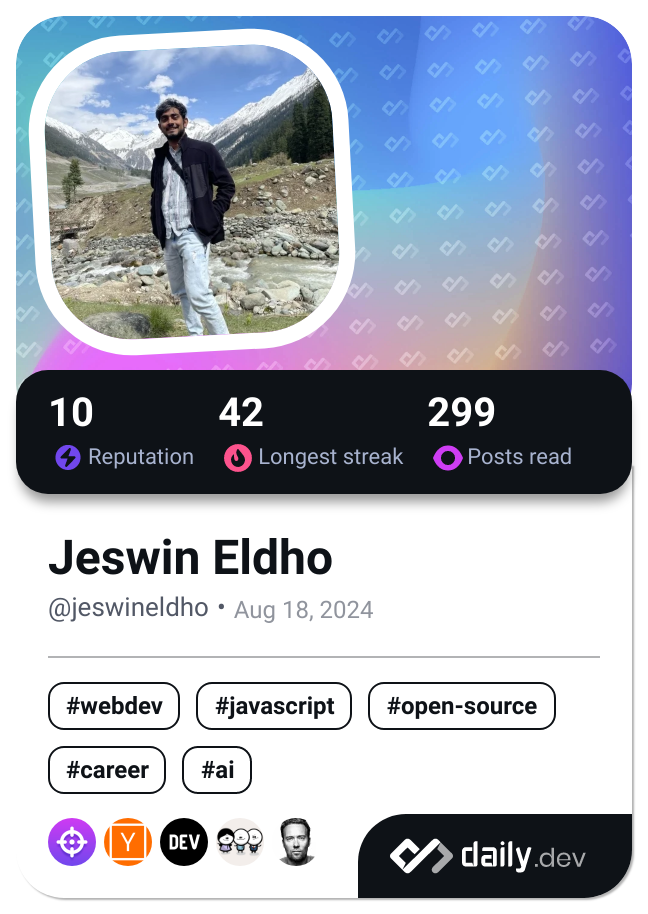 10 42 299
Reputation Longest streak Posts read
Jeswin Eldho
@jeswineldho • Aug 18, 2024
#webdev #javascript #open-source
#career #ai
Y DEV
daily.dev